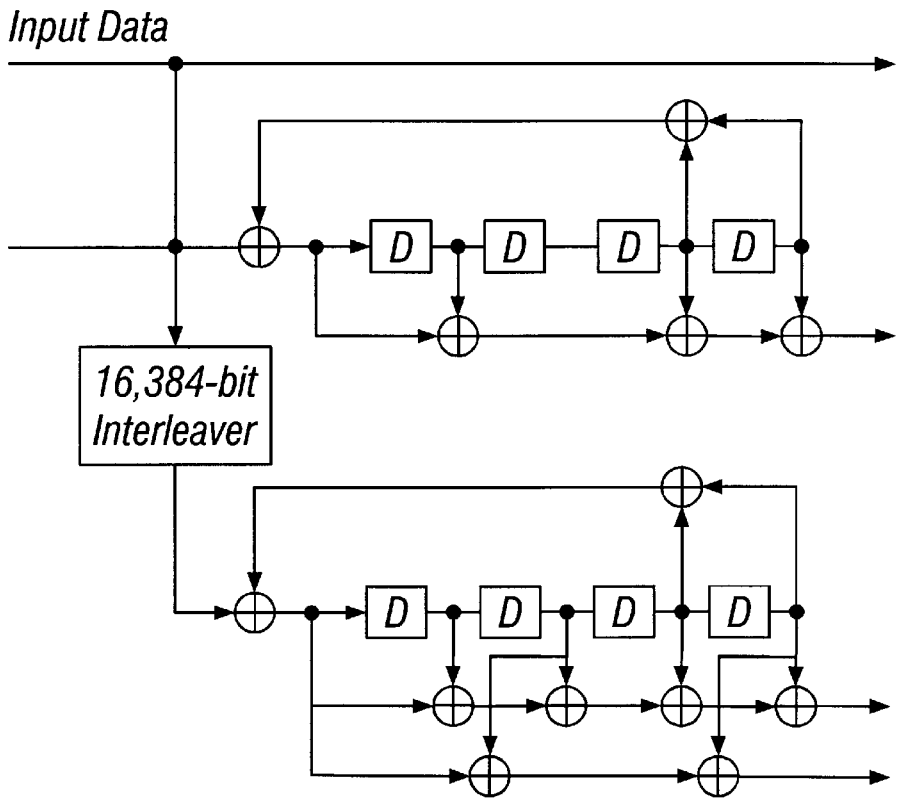 Input Data
D D D D
16,384-bit
Interleaver
D D D D